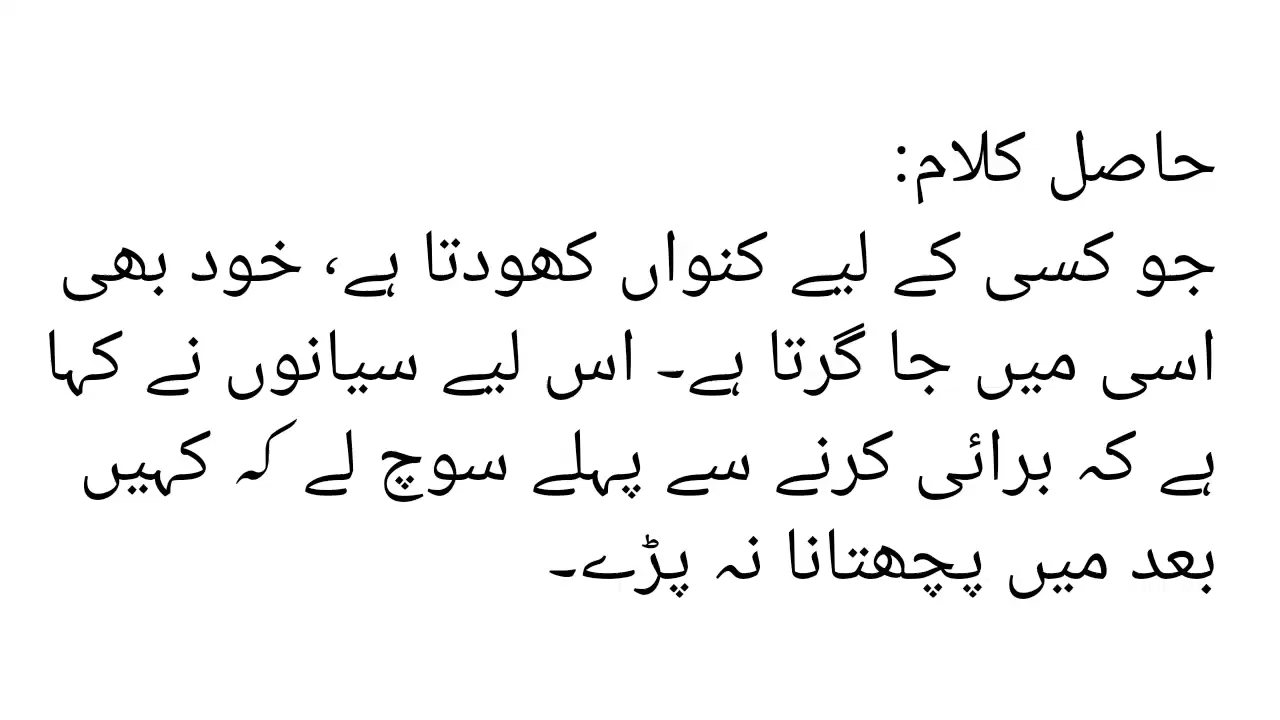 حاصل کلام:
جو کسی کے لیے کنواں کھودتا ہے، خود بھی
اسی میں جا گرتا ہے۔ اس لیے سیانوں نے کہا
ہے کہ برائی کرنے سے پہلے سوچ لے کہ کہیں
بعد میں پچھتانا نہ پڑے۔